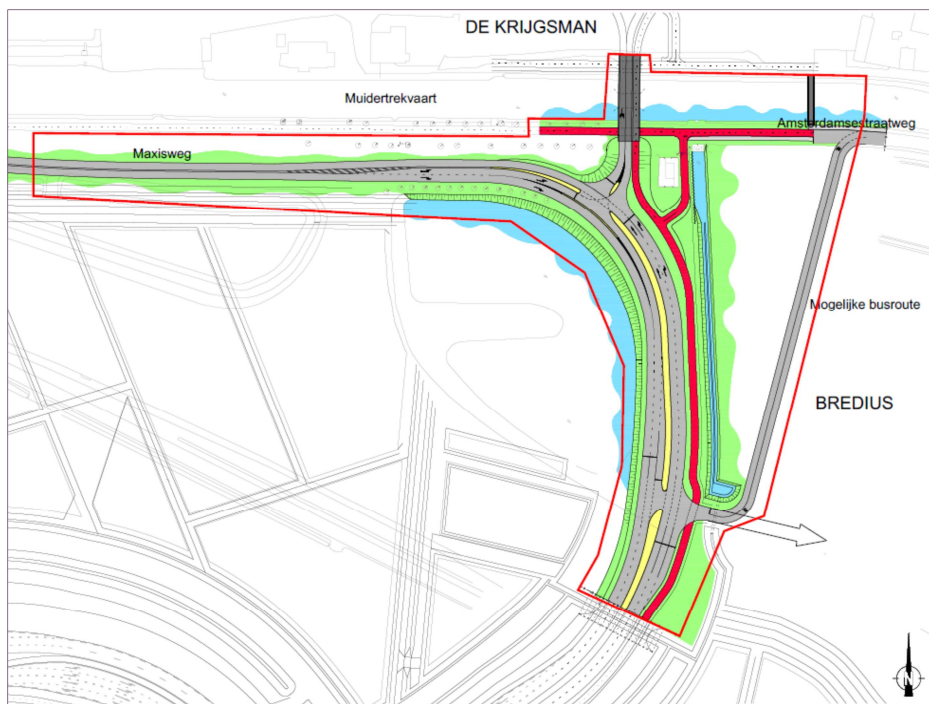 DE KRIJGSMAN
Muidertrekvaart
Amsterdamsestraatweg
Maxisweg
Mogelijke busroute
BREDIUS
N